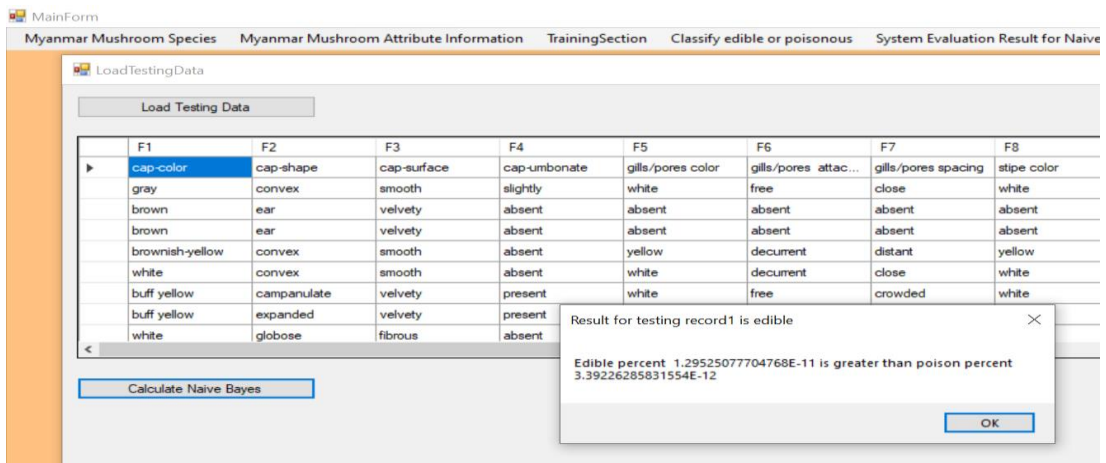 MainForm
Myanmar Mushroom Species Myanmar Mushroom Attribute Information TrainingSection Classify edible or poisonous System Evaluation Result for Naive
LoadTestingData
Load Testing Data
F1 F2 F3 F4 F5 F6 F7 F8
cap-color cap-shape cap-surface cap-umbonate gills/pores color gills/pores attac... gills/pores spacing stipe color
gray convex smooth slightly white free close white
brown ear velvety absent absent absent absent absent
brown ear velvety absent absent absent absent absent
brownish-yellow convex smooth absent yellow decurrent distant yellow
white convex smooth absent white decurrent close white
buff yellow campanulate velvety present white free crowded white
buff yellow expanded velvety present
white globose fibrous absent
Result for testing record1 is edible
Edible percent 1.29525077704768E-11 is greater than poison percent
3.39226285831554E-12
OK
Calculate Naive Bayes